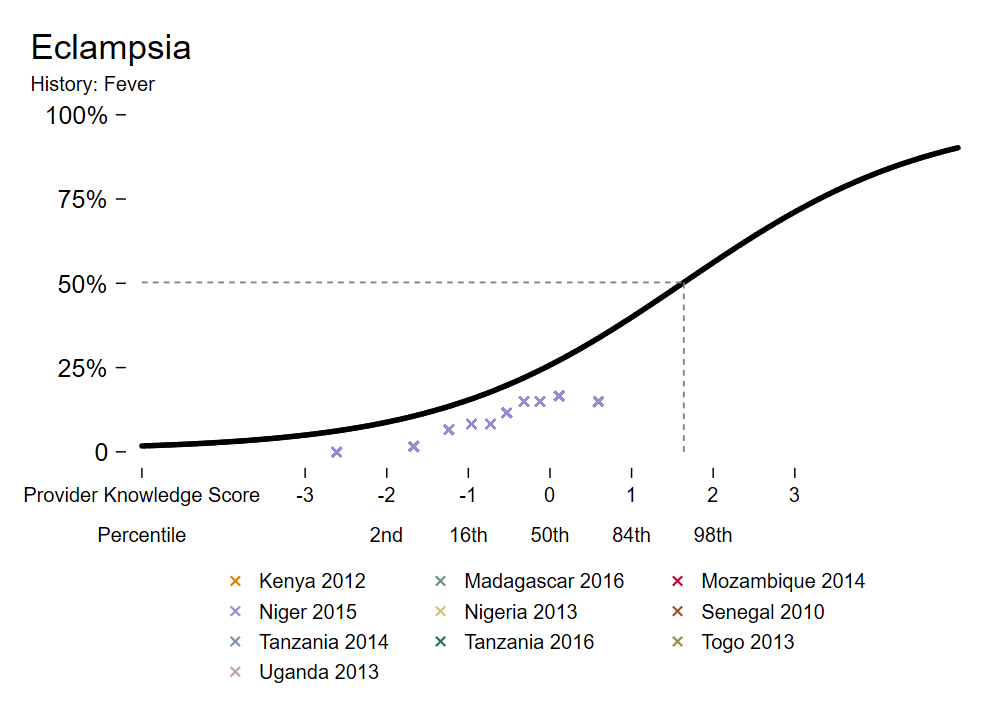 Eclampsia
History: Fever
100%
75%
50%
25%
0
Provider Knowledge Score -3 -2 -1 0 1 2 3
Percentile 2nd 16th 50th 84th 98th
Kenya 2012 Madagascar 2016 Mozambique 2014
Niger 2015 Nigeria 2013 Senegal 2010
Tanzania 2014 Tanzania 2016 Togo 2013
Uganda 2013